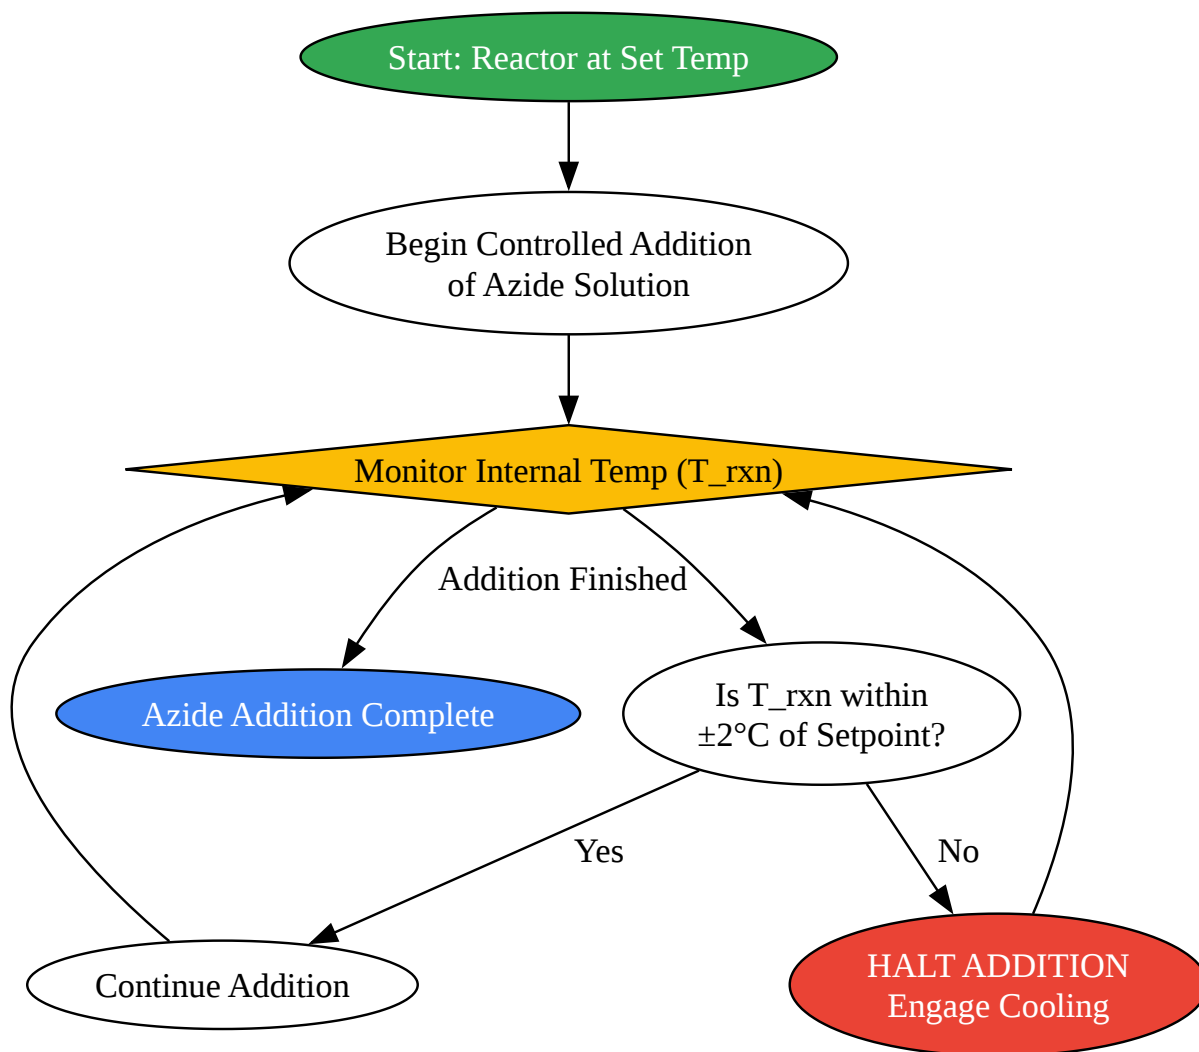 Start: Reactor at Set Temp
Begin Controlled Addition
of Azide Solution
Monitor Internal Temp (T_rxn)
Addition Finished
Azide Addition Complete
Is T_rxn within
±2°C of Setpoint?
Yes
No
Continue Addition
HALT ADDITION
Engage Cooling